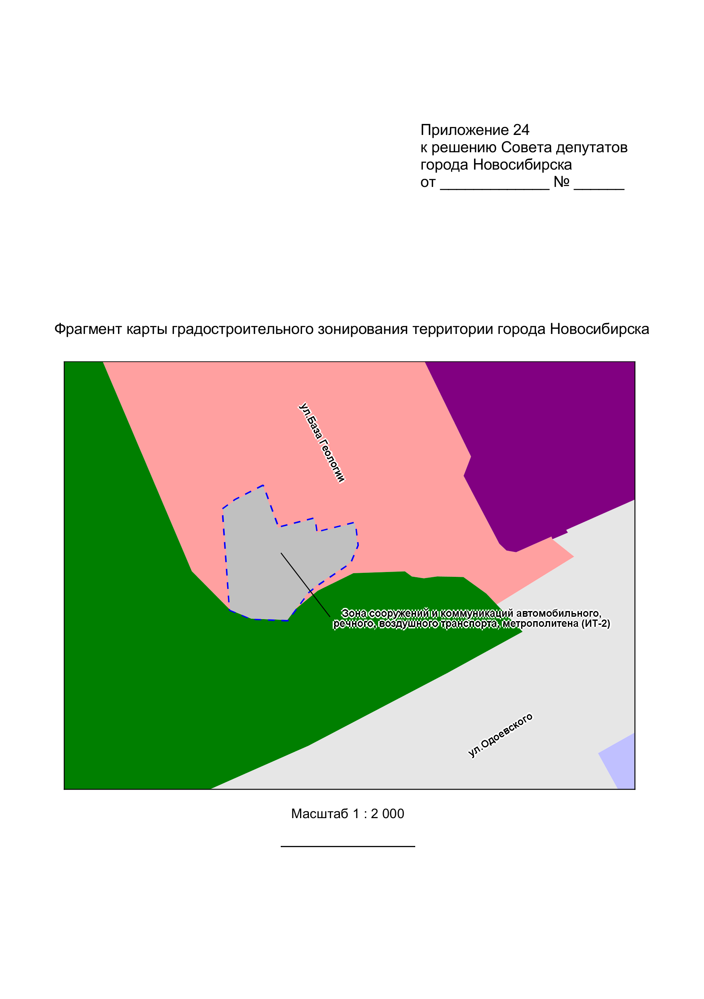 Приложение 24
к решению Совета депутатов
города Новосибирска
от _____________ № ______
Фрагмент карты градостроительного зонирования территории города Новосибирска
ул.База Геологии
Зона сооружений и коммуникаций автомобильного,
речного, воздушного транспорта, метрополитена (ИТ-2)
ул.Одоевского
Масштаб 1 : 2 000